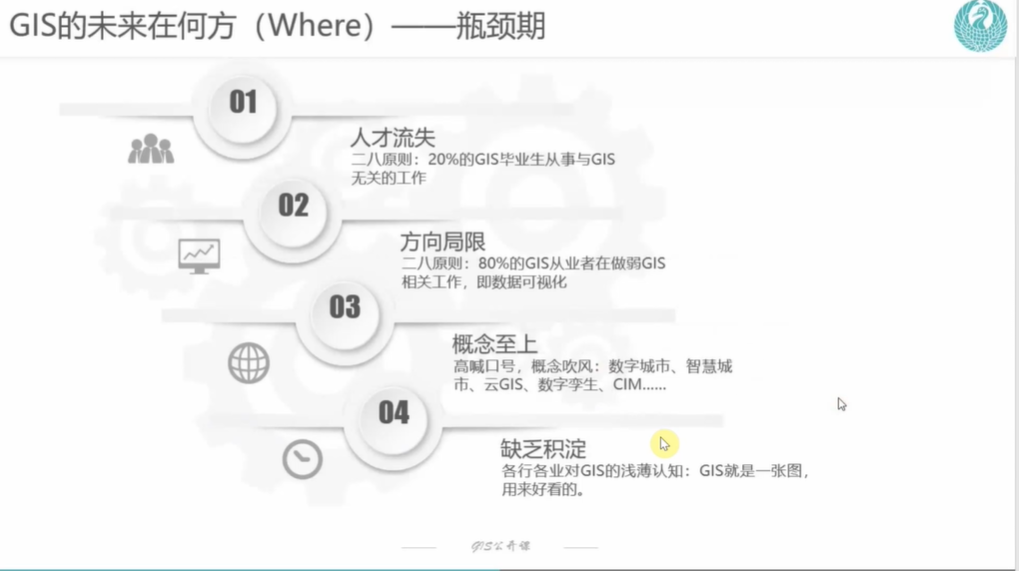 GIS的未来在何方（Where）——瓶颈期
01
人才流失
二八原则：20%的GIS毕业生从事与GIS
无关的工作
02
方向局限
二八原则：80%的GIS从业者在做弱GIS
相关工作，即数据可视化
03
概念至上
高喊口号，概念吹风：数字城市、智慧城
市、云GIS、数字孪生、CIM......
04
缺乏积淀
各行各业对GIS的浅薄认知：GIS就是一张图，
用来好看的。
GIS公开课